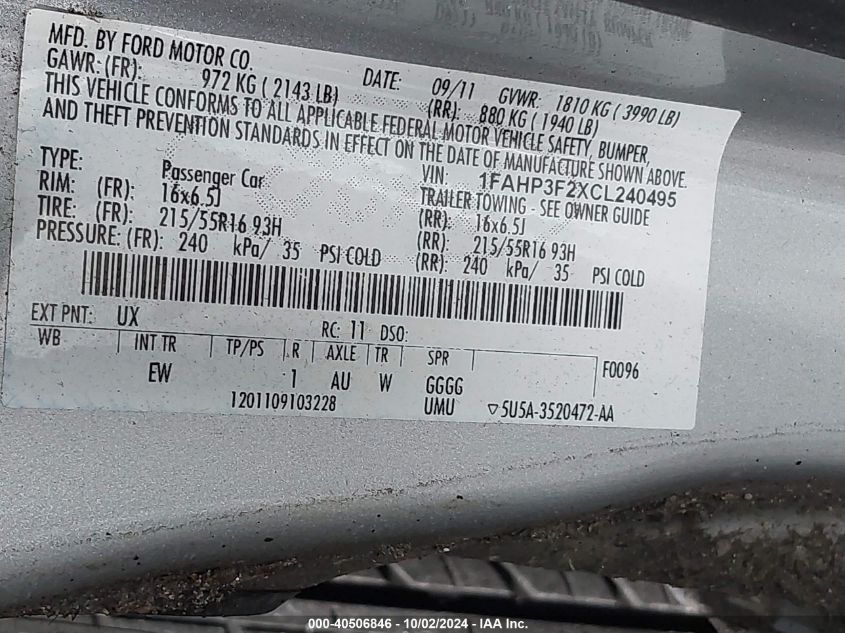 MFD. BY FORD MOTOR CO.
DATE: 09/11 GVWR: 1810 KG ( 3990 LB)
GAWR: (FR): 972 KG ( 2143 LB) (RR): 880 KG ( 1940 LB)
THIS VEHICLE CONFORMS TO ALL APPLICABLE FEDERAL MOTOR VEHICLE SAFETY, BUMPER,
AND THEFT PREVENTION STANDARDS IN EFFECT ON THE DATE OF MANUFACTURE SHOWN ABOVE.
VIN: 1FAHP3F2XCL240495
TYPE: Passenger Car TRAILER TOWING - SEE OWNER GUIDE
RIM: (FR): 16x6.5J (RR): 16x6.5J
TIRE: (FR): 215/55R16 93H (RR): 215/55R16 93H
PRESSURE: (FR): 240 kPa/ 35 PSI COLD (RR): 240 kPa/ 35 PSI COLD
EXT PNT: UX RC: 11 DSO:
WB INT TR TP/PS R AXLE TR SPR F0096
EW 1 AU W GGGG
1201109103228 UMU ▽5U5A-3520472-AA
000-40506846 - 10/02/2024 - IAA Inc.